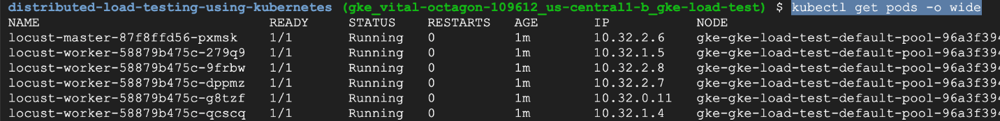 distributed-load-testing-using-kubernetes (gke_vital-octagon-109612_us-central1-b_gke-load-test) $ kubectl get pods -o wide
NAME READY STATUS RESTARTS AGE IP NODE
locust-master-87f8ffd56-pxmsk 1/1 Running 0 1m 10.32.2.6 gke-gke-load-test-default-pool-96a3f394
locust-worker-58879b475c-279q9 1/1 Running 0 1m 10.32.1.5 gke-gke-load-test-default-pool-96a3f394
locust-worker-58879b475c-9frbw 1/1 Running 0 1m 10.32.2.8 gke-gke-load-test-default-pool-96a3f394
locust-worker-58879b475c-dppmz 1/1 Running 0 1m 10.32.2.7 gke-gke-load-test-default-pool-96a3f394
locust-worker-58879b475c-g8tzf 1/1 Running 0 1m 10.32.0.11 gke-gke-load-test-default-pool-96a3f394
locust-worker-58879b475c-qcscq 1/1 Running 0 1m 10.32.1.4 gke-gke-load-test-default-pool-96a3f394